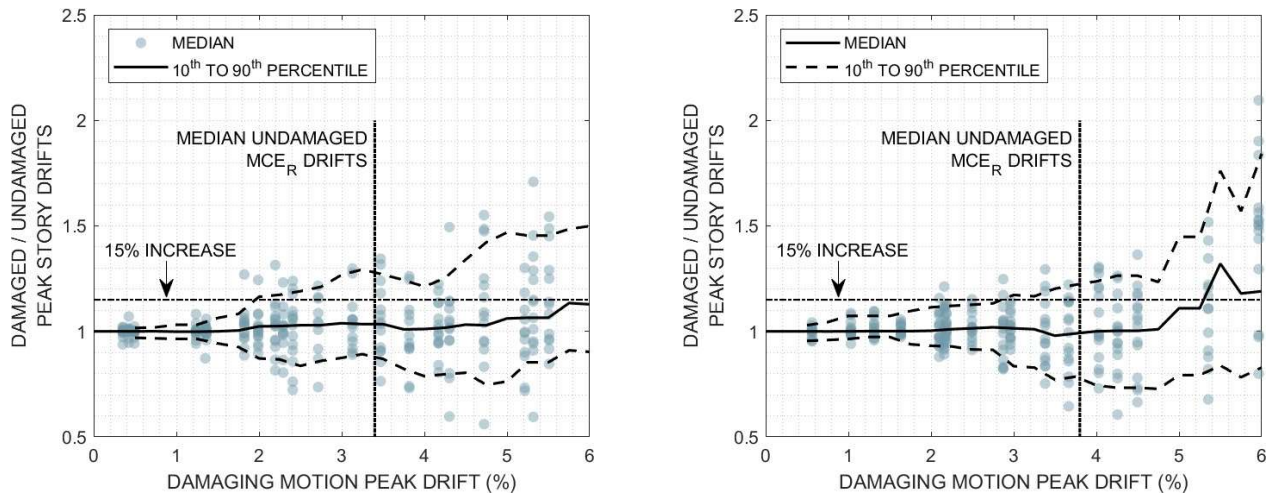 2.5
2
1.5
1
0.5
DAMAGED / UNDAMAGED
PEAK STORY DRIFTS
MEDIAN
10th TO 90th PERCENTILE
MEDIAN UNDAMAGED
MCER DRIFTS
15% INCREASE
0 1 2 3 4 5 6
DAMAGING MOTION PEAK DRIFT (%)
2.5
2
1.5
1
0.5
DAMAGED / UNDAMAGED
PEAK STORY DRIFTS
MEDIAN
10th TO 90th PERCENTILE
MEDIAN UNDAMAGED
MCER DRIFTS
15% INCREASE
0 1 2 3 4 5 6
DAMAGING MOTION PEAK DRIFT (%)